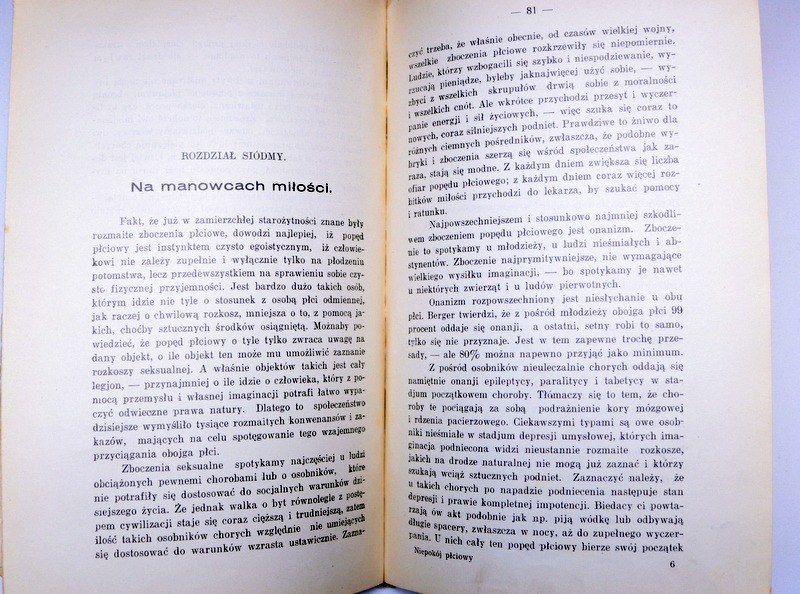 ROZDZIAŁ SIÓDMY.
Na manowcach miłości.
Fakt, że już w zamierzchłej starożytności znane były
rozmaite zboczenia płciowe, dowodzi najlepiej, iż popęd
płciowy jest instynktem czysto egoistycznym, iż człowie-
kowi nie zależy zupełnie i wyłącznie tylko na płodzeniu
potomstwa, lecz przedewszystkiem na sprawieniu sobie czy-
sto fizycznej przyjemności. Jest bardzo dużo takich osób,
którym idzie nie tyle o stosunek z osobą płci odmiennej,
jak raczej o chwilową rozkosz, mniejsza o to, z pomocą ja-
kich, choćby sztucznych środków osiągniętą. Możnaby po-
wiedzieć, że popęd płciowy o tyle tylko zwraca uwagę na
dany objekt, o ile objekt ten może mu umożliwić zaznanie
rozkoszy seksualnej. A właśnie objektów takich jest cały
legjon, — przynajmniej o ile idzie o człowieka, który z po-
mocą przemysłu i własnej imaginacji potrafi łatwo wypa-
czyć odwieczne prawa natury. Dlatego to społeczeństwo
dzisiejsze wymyśliło tysiące rozmaitych konwenansów i za-
kazów, mających na celu spotęgowanie tego wzajemnego
przyciągania obojga płci.
Zboczenia seksualne spotykamy najczęściej u ludzi
obciążonych pewnemi chorobami lub o osobników, które
nie potrafiły się dostosować do socjalnych warunków dzi-
siejszego życia. Że jednak walka o byt równolegle z postę-
pem cywilizacji staje się coraz cięższą i trudniejszą, zatem
ilość takich osobników chorych względnie nie umiejących
się dostosować do warunków wzrasta ustawicznie. Zazna-
— 81 —
czyć trzeba, że właśnie obecnie, od czasów wielkiej wojny,
wszelkie zboczenia płciowe rozkrzewiły się niepomiernie.
Ludzie, którzy wzbogacili się szybko i niespodziewanie, wy-
rzucają pieniądze, byleby jaknajwięcej użyć sobie, — wy-
zbyci z wszelkich skrupułów drwią sobie z moralności
i wszelkich cnót. Ale wkrótce przychodzi przesyt i wyczer-
panie energji i sił życiowych, — więc szuka się coraz to
nowych, coraz silniejszych podniet. Prawdziwe to żniwo dla
różnych ciemnych pośredników, zwłaszcza, że podobne wy-
bryki i zboczenia szerzą się wśród społeczeństwa jak za-
raza, stają się modne. Z każdym dniem zwiększa się liczba
ofiar popędu płciowego; z każdym dniem coraz więcej roz-
bitków miłości przychodzi do lekarza, by szukać pomocy
i ratunku.
Najpowszechniejszem i stosunkowo najmniej szkodli-
wem zboczeniem popędu płciowego jest onanizm. Zbocze-
nie to spotykamy u młodzieży, u ludzi nieśmiałych i ab-
stynentów. Zboczenie najprymitywniejsze, nie wymagające
wielkiego wysiłku imaginacji, — bo spotykamy je nawet
u niektórych zwierząt i u ludów pierwotnych.
Onanizm rozpowszechniony jest niesłychanie u obu
płci. Berger twierdzi, że z pośród młodzieży obojga płci 99
procent oddaje się onanji, a ostatni, setny robi to samo,
tylko się nie przyznaje. Jest w tem zapewne trochę prze-
sady, — ale 80% można napewno przyjąć jako minimum.
Z pośród osobników nieuleczalnie chorych oddają się
namiętnie onanji epileptycy, paralitycy i tabetycy w sta-
djum początkowem choroby. Tłómaczy się to tem, że cho-
roby te pociągają za sobą podrażnienie kory mózgowej
i rdzenia pacierzowego. Ciekawszymi typami są owe osob-
niki nieśmiałe w stadjum depresji umysłowej, których ima-
ginacja podniecona widzi nieustannie rozmaite rozkosze,
jakich na drodze naturalnej nie mogą już zaznać i którzy
szukają wciąż sztucznych podniet. Zaznaczyć należy, że
u takich chorych po napadzie podniecenia następuje stan
depresji i prawie kompletnej impotencji. Biedacy ci powta-
rzają ów akt podobnie jak np. piją wódkę lub odbywają
długie spacery, zwłaszcza w nocy, aż do zupełnego wyczer-
pania. U nich cały ten popęd płciowy bierze swój początek
Niepokój płciowy
6